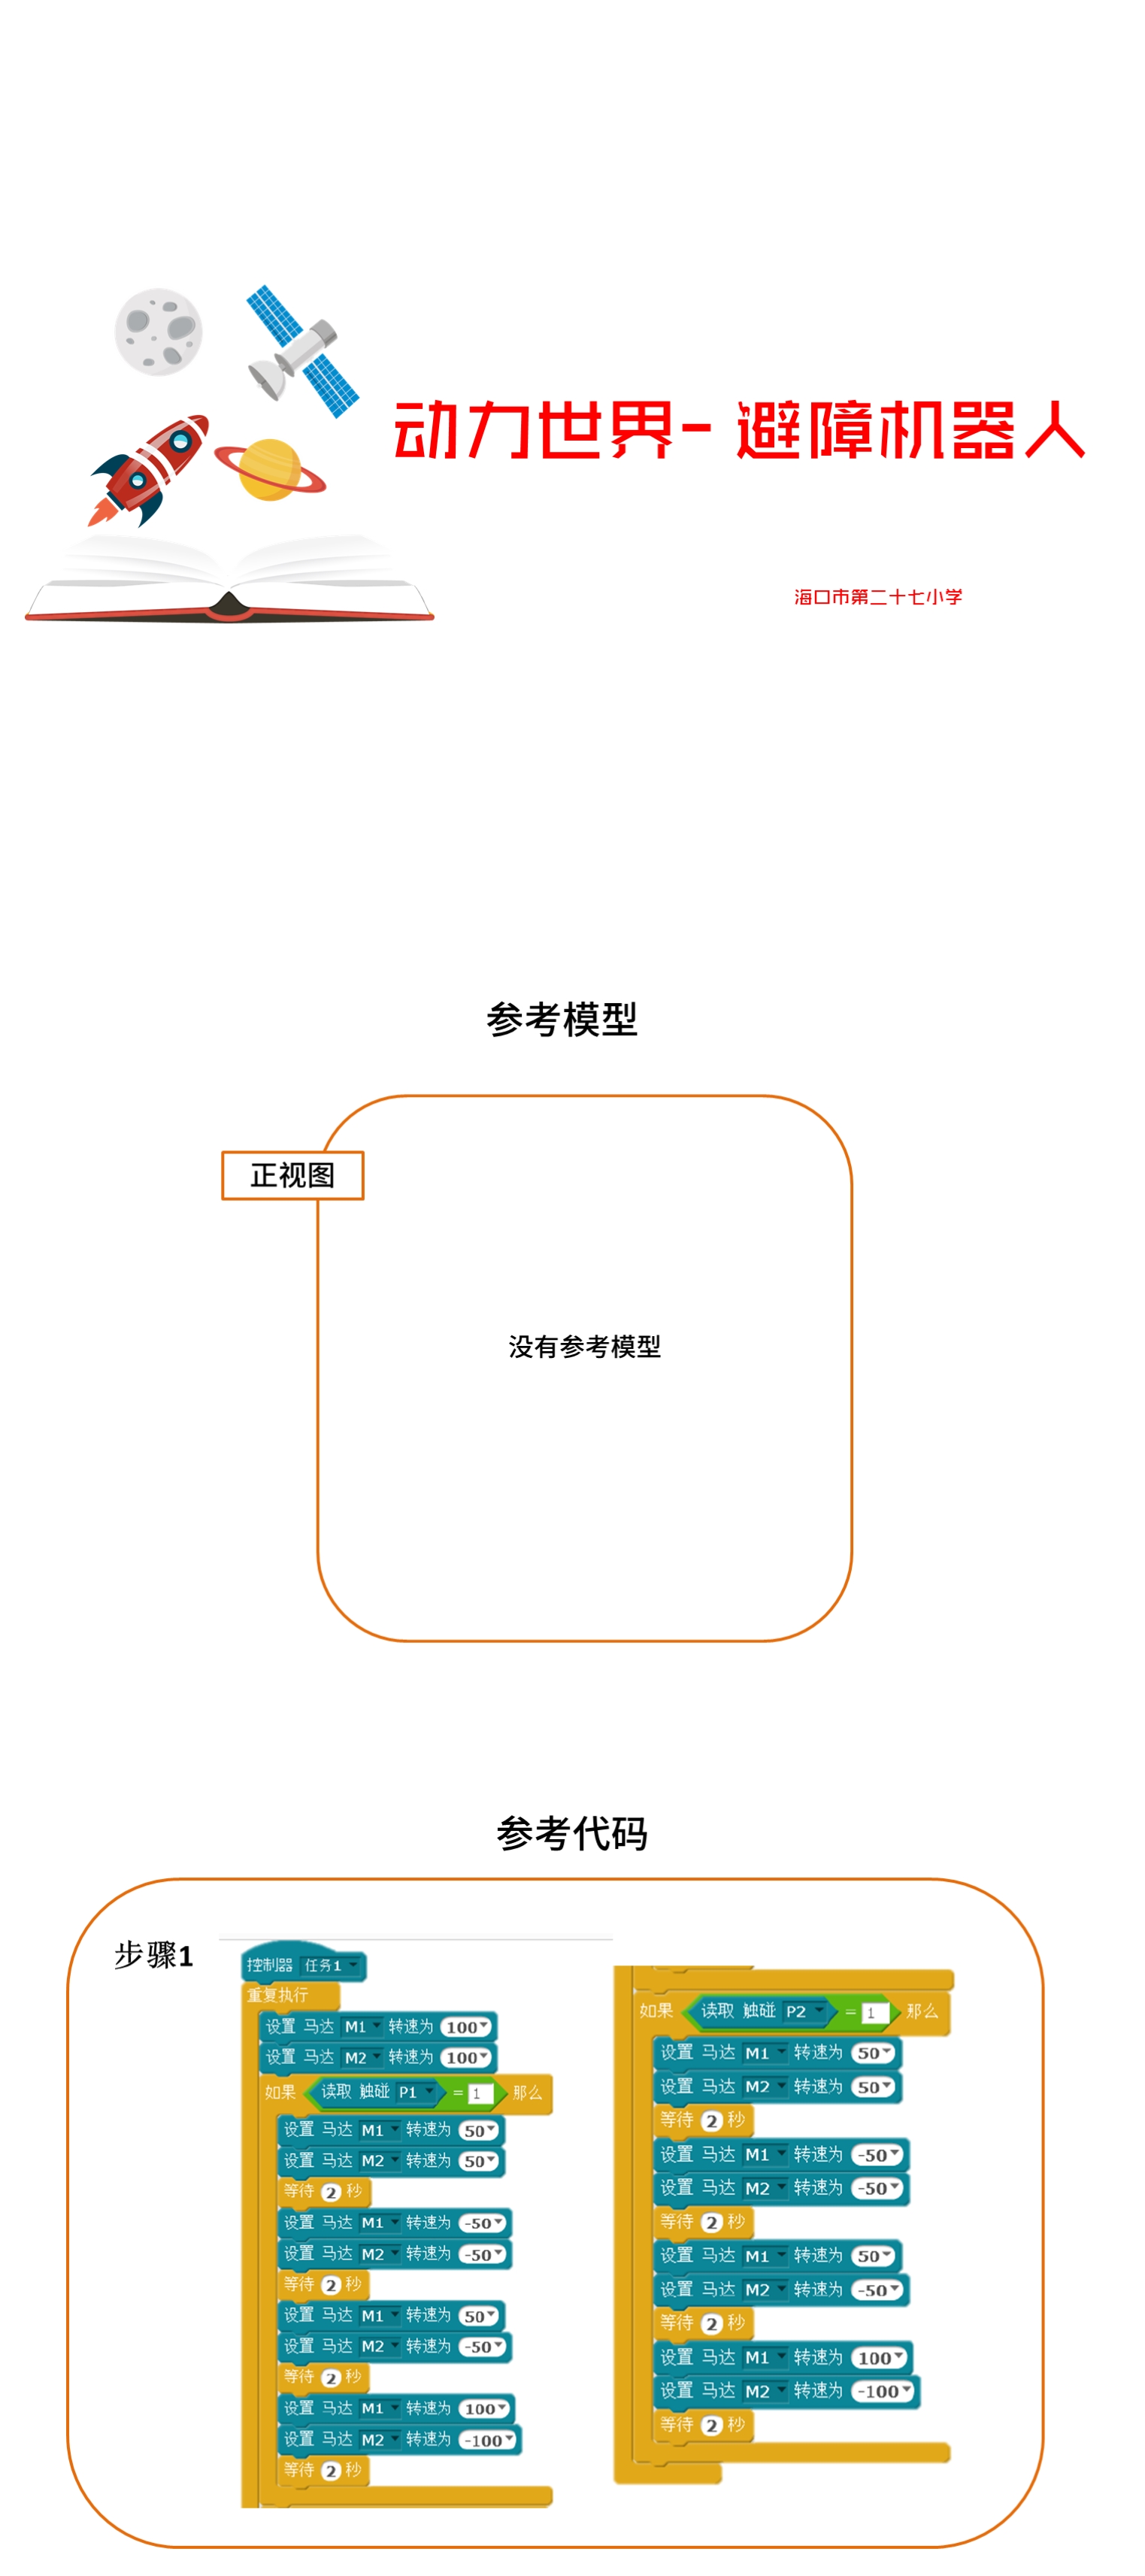 动力世界- 避障机器人
海口市第二十七小学
参考模型
正视图
没有参考模型
参考代码
步骤1
控制器 任务1
重复执行
设置 马达 M1 转速为 100
设置 马达 M2 转速为 100
如果 读取 触碰 P1 = 1 那么
设置 马达 M1 转速为 50
设置 马达 M2 转速为 50
等待 2 秒
设置 马达 M1 转速为 -50
设置 马达 M2 转速为 -50
等待 2 秒
设置 马达 M1 转速为 50
设置 马达 M2 转速为 -50
等待 2 秒
设置 马达 M1 转速为 100
设置 马达 M2 转速为 -100
等待 2 秒
如果 读取 触碰 P2 = 1 那么
设置 马达 M1 转速为 50
设置 马达 M2 转速为 50
等待 2 秒
设置 马达 M1 转速为 -50
设置 马达 M2 转速为 -50
等待 2 秒
设置 马达 M1 转速为 50
设置 马达 M2 转速为 -50
等待 2 秒
设置 马达 M1 转速为 100
设置 马达 M2 转速为 -100
等待 2 秒